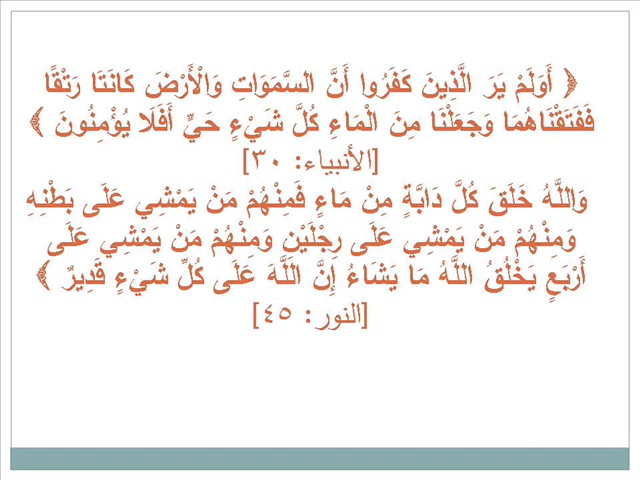 ﴿ أَوَلَمْ يَرَ الَّذِينَ كَفَرُوا أَنَّ السَّمَوَاتِ وَالْأَرْضَ كَانَتَا رَتْقًا
فَفَتَقْنَاهُمَا وَجَعَلْنَا مِنَ الْمَاءِ كُلَّ شَيْءٍ حَيٍّ أَفَلَا يُؤْمِنُونَ ﴾
[الأنبياء: ٣٠]
وَاللَّهُ خَلَقَ كُلَّ دَابَّةٍ مِنْ مَاءٍ فَمِنْهُمْ مَنْ يَمْشِي عَلَى بَطْنِهِ
وَمِنْهُمْ مَنْ يَمْشِي عَلَى رِجْلَيْنِ وَمِنْهُمْ مَنْ يَمْشِي عَلَى
أَرْبَعٍ يَخْلُقُ اللَّهُ مَا يَشَاءُ إِنَّ اللَّهَ عَلَى كُلِّ شَيْءٍ قَدِيرٌ ﴾
[النور: ٤٥]